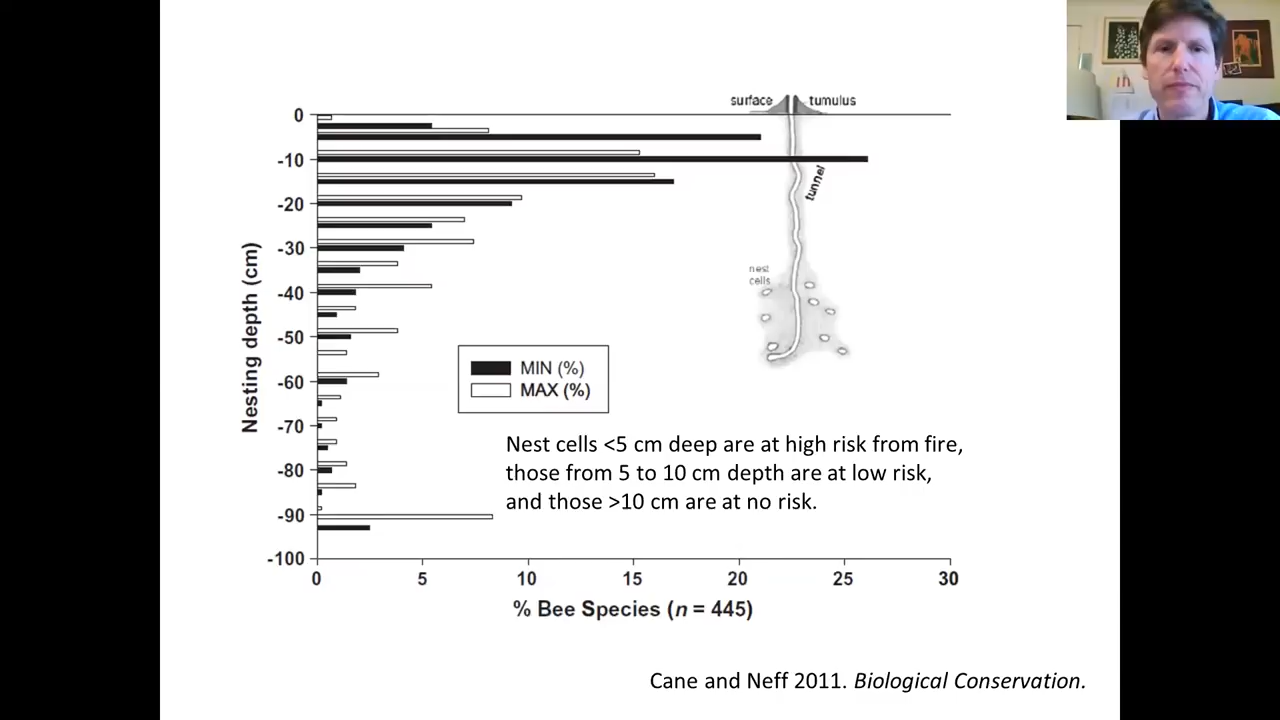 surface
tumulus
tunnel
nest
cells
Nesting depth (cm)
0
-10
-20
-30
-40
-50
-60
-70
-80
-90
-100
MIN (%)
MAX (%)
Nest cells <5 cm deep are at high risk from fire,
those from 5 to 10 cm depth are at low risk,
and those >10 cm are at no risk.
0 5 10 15 20 25 30
% Bee Species (n = 445)
Cane and Neff 2011. Biological Conservation.